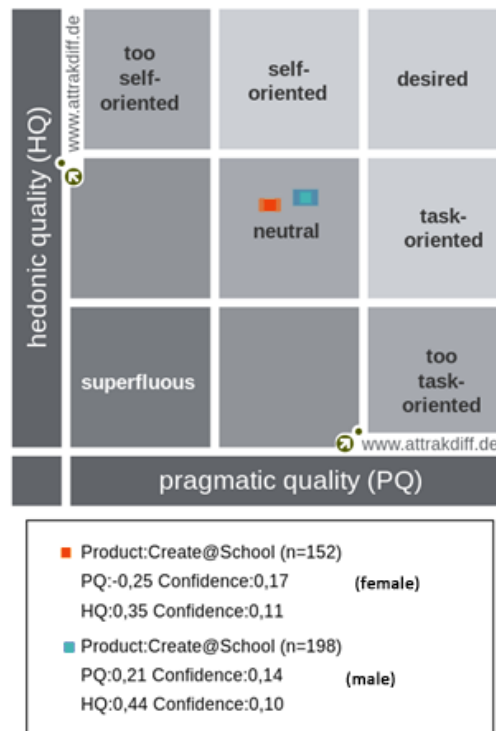 hedonic quality (HQ)
www.attrakdiff.de
too
self-
oriented
self-
oriented
desired
neutral
task-
oriented
superfluous
too
task-
oriented
www.attrakdiff.de
pragmatic quality (PQ)
Product:Create@School (n=152)
PQ:-0,25 Confidence:0,17 (female)
HQ:0,35 Confidence:0,11
Product:Create@School (n=198)
PQ:0,21 Confidence:0,14 (male)
HQ:0,44 Confidence:0,10